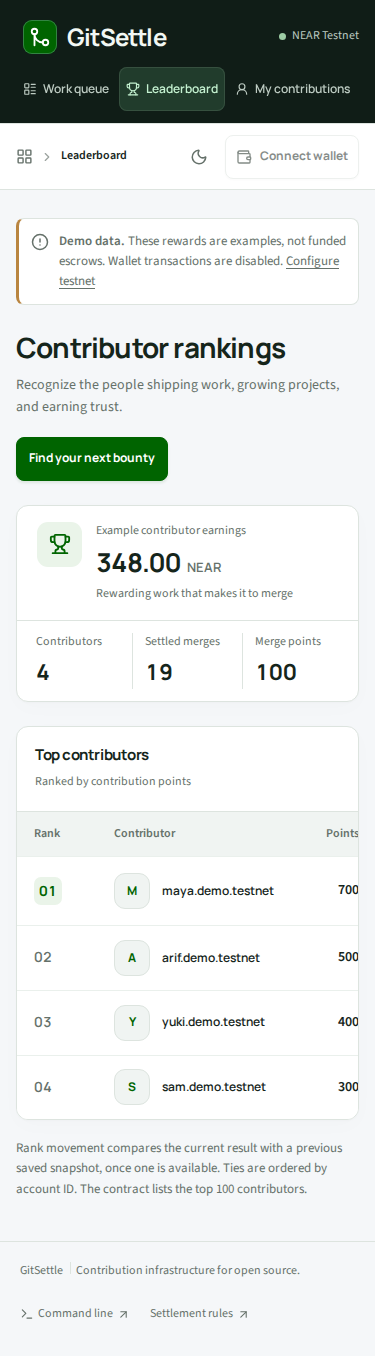 GitSettle
NEAR Testnet
Work queue
Leaderboard
My contributions
Leaderboard
Connect wallet
Demo data. These rewards are examples, not funded
escrows. Wallet transactions are disabled. Configure
testnet
Contributor rankings
Recognize the people shipping work, growing projects,
and earning trust.
Find your next bounty
Example contributor earnings
348.00 NEAR
Rewarding work that makes it to merge
Contributors
Settled merges
Merge points
4
19
100
Top contributors
Ranked by contribution points
Rank Contributor Points
01 M maya.demo.testnet 700
02 A arif.demo.testnet 500
03 Y yuki.demo.testnet 400
04 S sam.demo.testnet 300
Rank movement compares the current result with a previous
saved snapshot, once one is available. Ties are ordered by
account ID. The contract lists the top 100 contributors.
GitSettle
Contribution infrastructure for open source.
Command line
Settlement rules